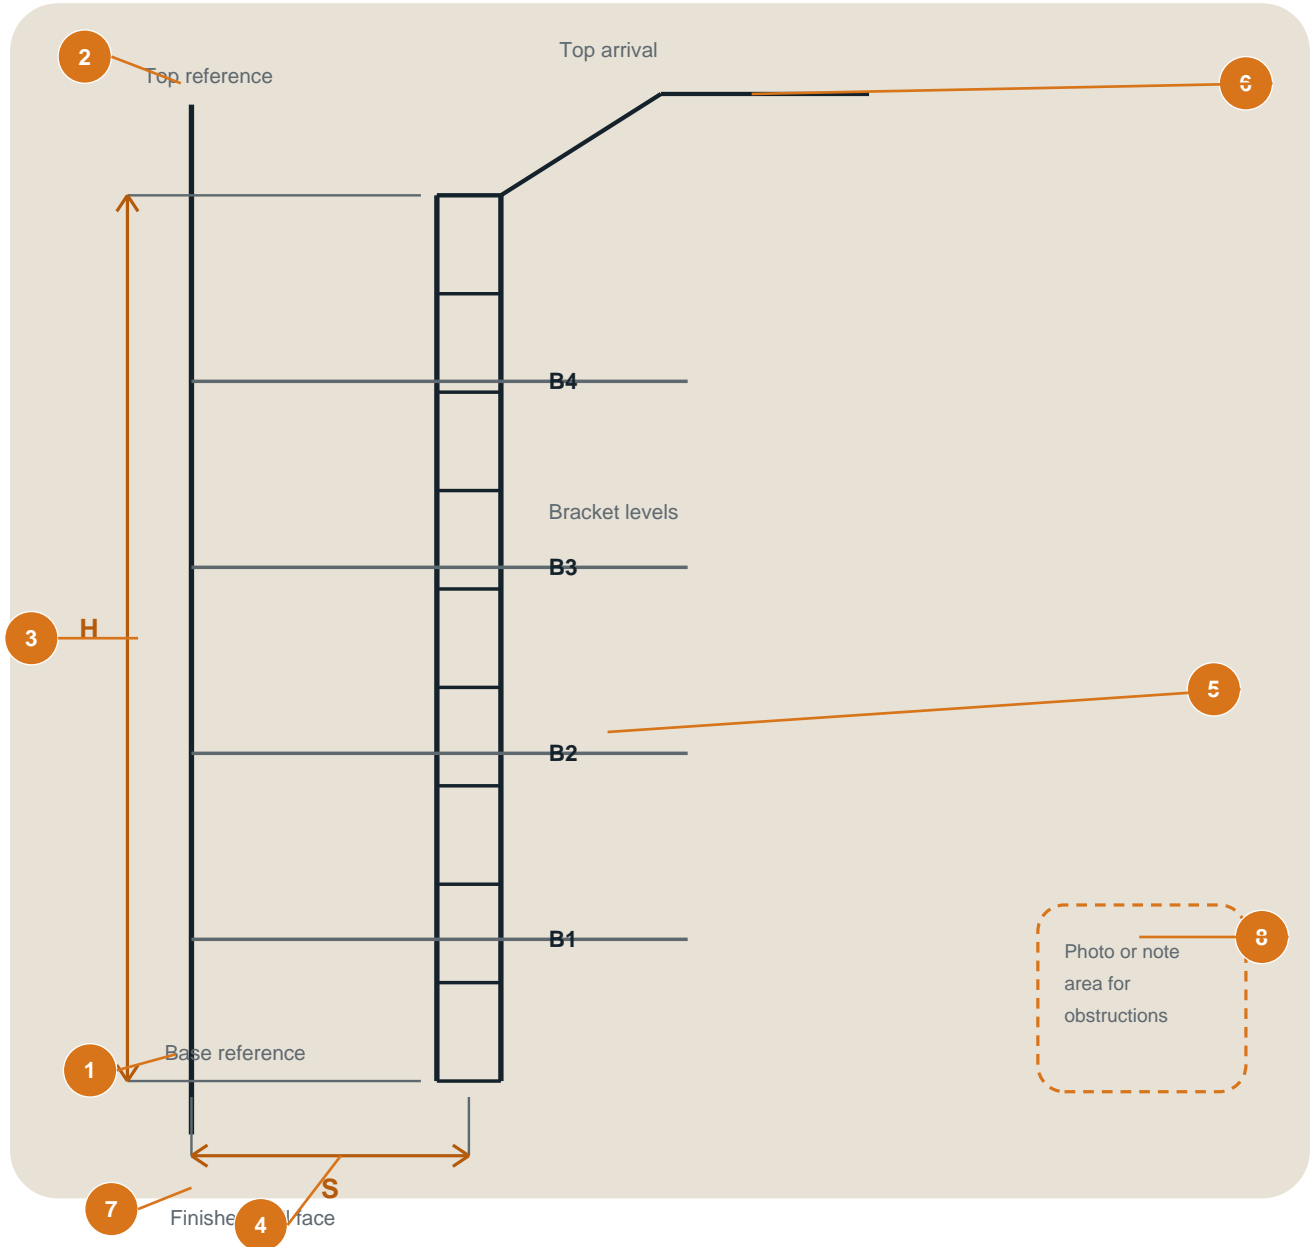 Top arrival
2
Top reference
6
B4
Bracket levels
B3
H
3
5
B2
B1
8
Photo or note
area for
obstructions
Base reference
1
S
7
face
4